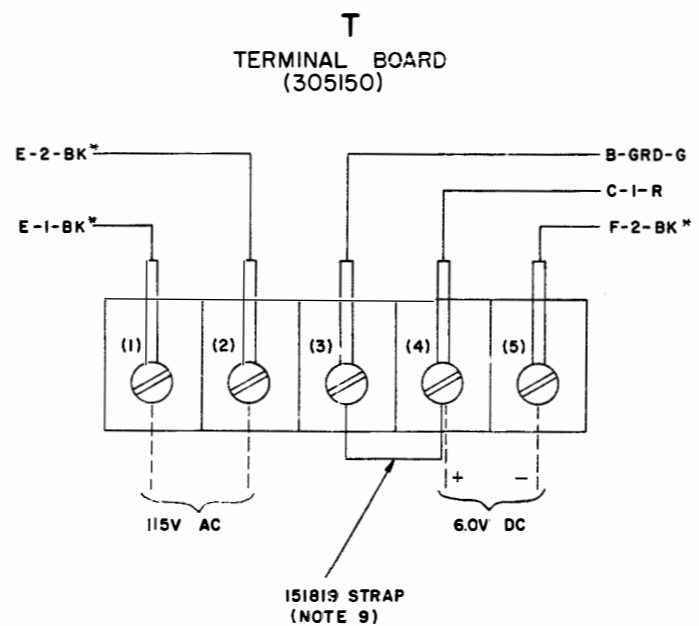 T
TERMINAL BOARD
(305150)
E-2-BK*
B-GRD-G
C-1-R
E-1-BK*
F-2-BK*
(1) (2) (3) (4) (5)
+ -
115V AC
6.0V DC
151819 STRAP
(NOTE 9)